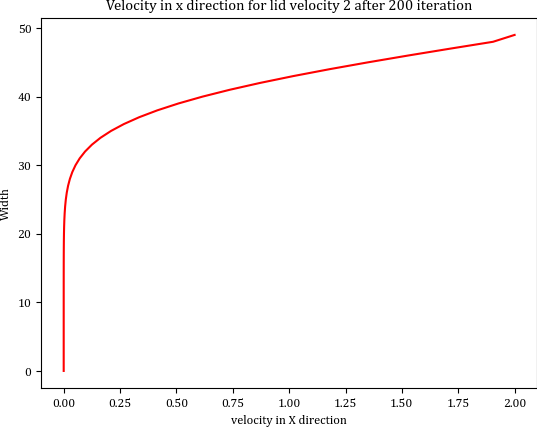 Velocity in x direction for lid velocity 2 after 200 iteration
50
40
30
20
10
0
Width
0.00 0.25 0.50 0.75 1.00 1.25 1.50 1.75 2.00
velocity in X direction